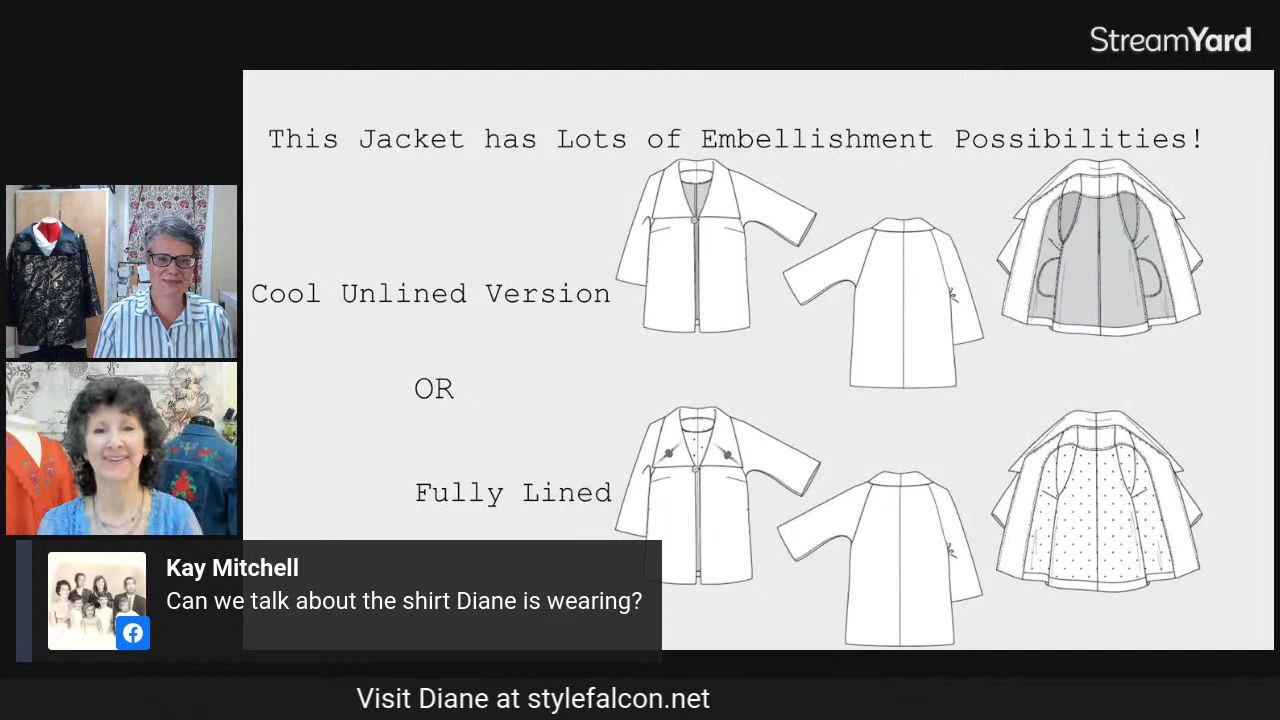 StreamYard
This Jacket has Lots of Embellishment Possibilities!
Cool Unlined Version
OR
Fully Lined
Kay Mitchell
Can we talk about the shirt Diane is wearing?
Visit Diane at stylefalcon.net